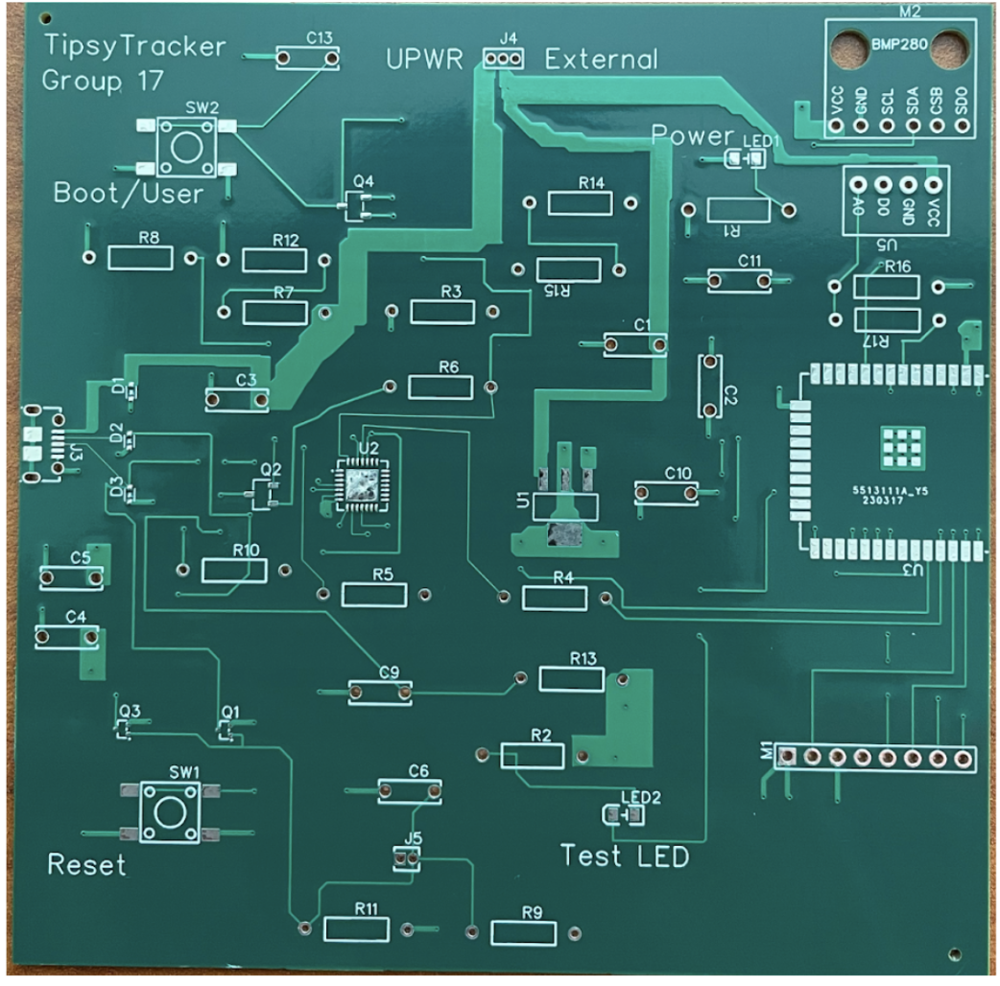 TipsyTracker
Group 17
C13
J4
UPWR
External
M2
BMP280
VCC
GND
SCL
SDA
CSB
SDO
SW2
Boot/User
Power
LED1
Q4
R14
R1
A0
D0
GND
VCC
U5
R8
R12
R15
C11
R16
R7
R3
R17
C1
D1
C3
R6
C2
D2
J3
U2
D3
Q2
U1
C10
5513111A_Y5
230317
C5
R10
R5
R4
U3
C4
R13
C9
Q3
Q1
R2
M1
SW1
C6
LED2
Reset
J5
Test LED
R11
R9